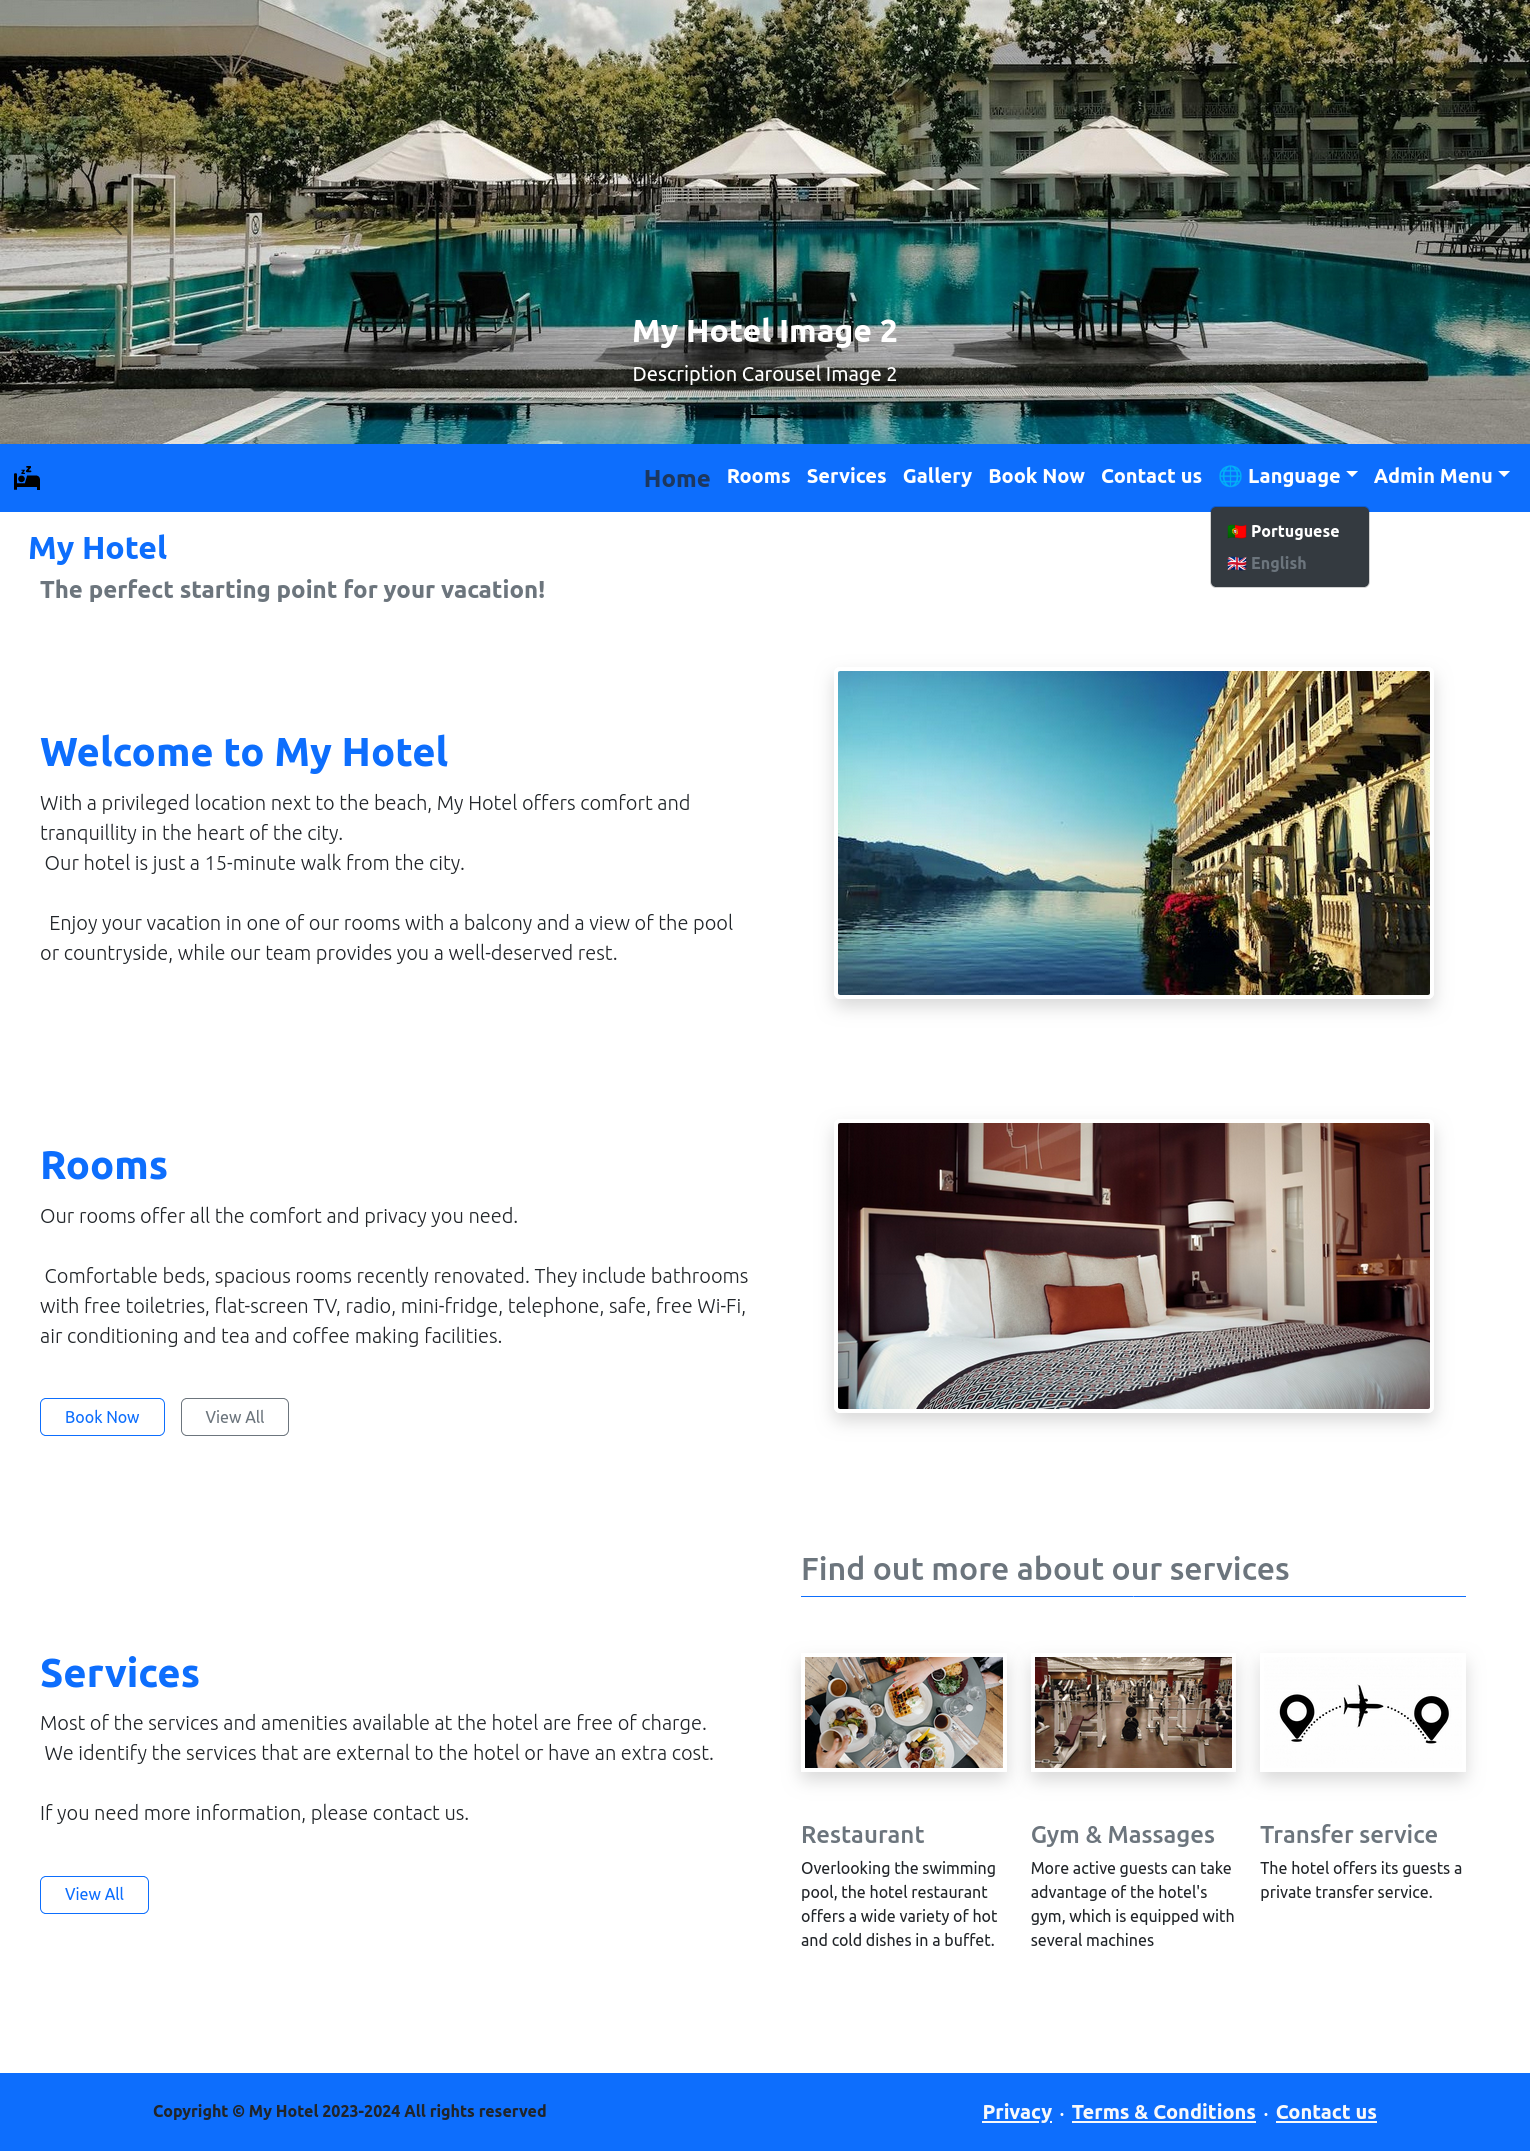 My Hotel Image 2
Description Carousel Image 2
Home Rooms Services Gallery Book Now Contact us 🌐 Language Admin Menu
🇵🇹 Portuguese
🇬🇧 English
My Hotel
The perfect starting point for your vacation!
Welcome to My Hotel
With a privileged location next to the beach, My Hotel offers comfort and
tranquillity in the heart of the city.
Our hotel is just a 15-minute walk from the city.
Enjoy your vacation in one of our rooms with a balcony and a view of the pool
or countryside, while our team provides you a well-deserved rest.
Rooms
Our rooms offer all the comfort and privacy you need.
Comfortable beds, spacious rooms recently renovated. They include bathrooms
with free toiletries, flat-screen TV, radio, mini-fridge, telephone, safe, free Wi-Fi,
air conditioning and tea and coffee making facilities.
Book Now View All
Services
Most of the services and amenities available at the hotel are free of charge.
We identify the services that are external to the hotel or have an extra cost.
If you need more information, please contact us.
View All
Find out more about our services
Restaurant
Overlooking the swimming
pool, the hotel restaurant
offers a wide variety of hot
and cold dishes in a buffet.
Gym & Massages
More active guests can take
advantage of the hotel's
gym, which is equipped with
several machines
Transfer service
The hotel offers its guests a
private transfer service.
Copyright © My Hotel 2023-2024 All rights reserved
Privacy · Terms & Conditions · Contact us